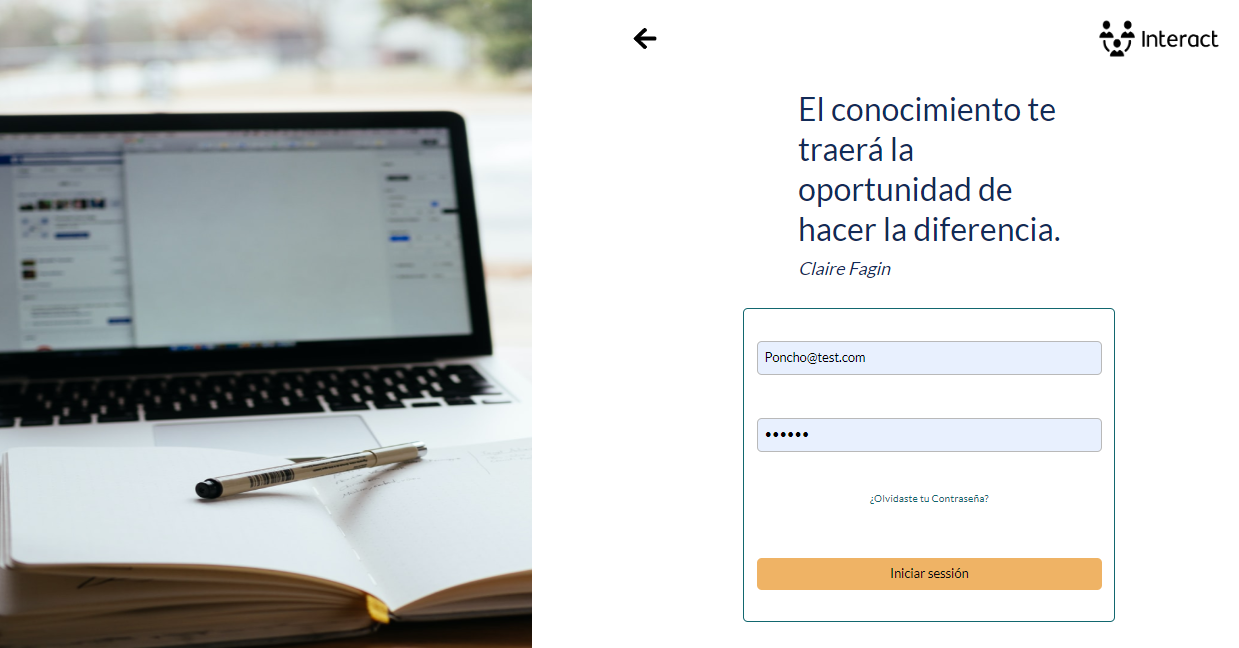 Interact
El conocimiento te
traerá la
oportunidad de
hacer la diferencia.
Claire Fagin
Poncho@test.com
••••••
¿Olvidaste tu Contraseña?
Iniciar sessión